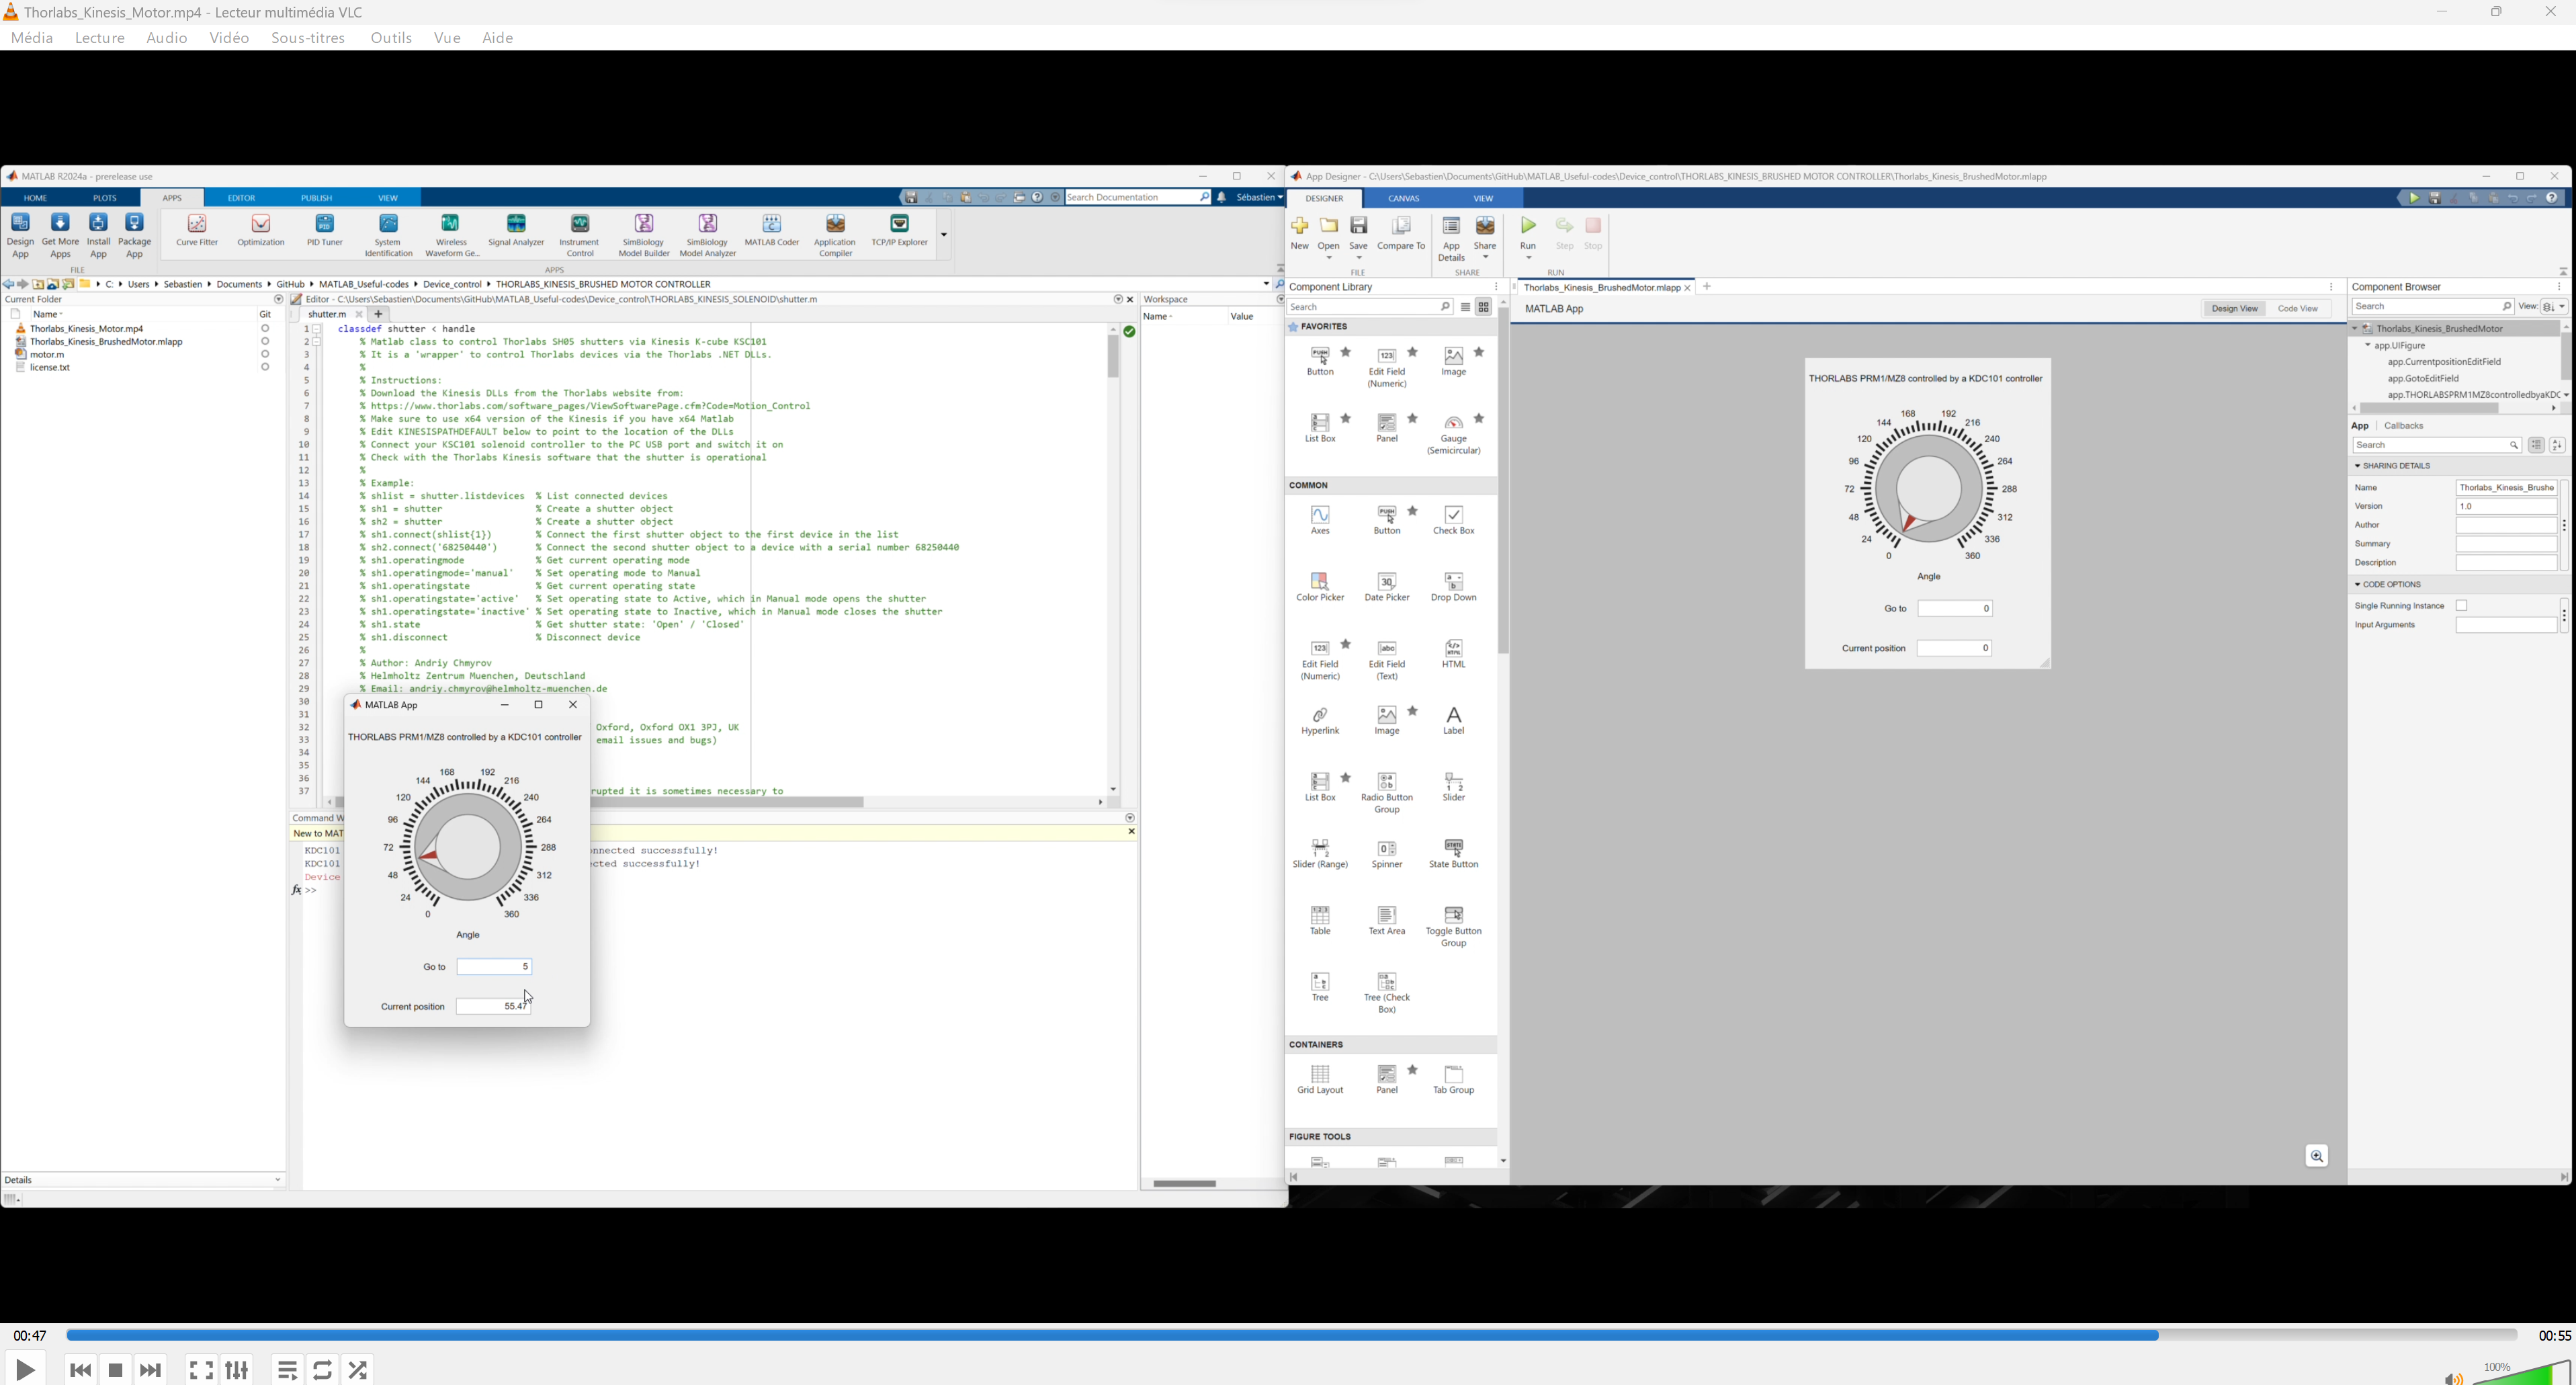 Thorlabs_Kinesis_Motor.mp4 - Lecteur multimédia VLC
Média Lecture Audio Vidéo Sous-titres Outils Vue Aide
MATLAB R2024a - prerelease use
HOME PLOTS APPS EDITOR PUBLISH VIEW
Search Documentation
Sébastien
Design App
Get More Apps
Install App
Package App
Curve Fitter
Optimization
PID Tuner
System Identification
Wireless Waveform Ge...
Signal Analyzer
Instrument Control
SimBiology Model Builder
SimBiology Model Analyzer
MATLAB Coder
Application Compiler
TCP/IP Explorer
FILE
APPS
C: Users Sebastien Documents GitHub MATLAB_Useful-codes Device_control THORLABS_KINESIS_BRUSHED MOTOR CONTROLLER
Current Folder
Name Git
Thorlabs_Kinesis_Motor.mp4
Thorlabs_Kinesis_BrushedMotor.mlapp
motor.m
license.txt
Details
Editor - C:\Users\Sebastien\Documents\GitHub\MATLAB_Useful-codes\Device_control\THORLABS_KINESIS_SOLENOID\shutter.m
shutter.m
1 classdef shutter < handle
2 % Matlab class to control Thorlabs SH05 shutters via Kinesis K-cube KSC101
3 % It is a 'wrapper' to control Thorlabs devices via the Thorlabs .NET DLLs.
4 %
5 % Instructions:
6 % Download the Kinesis DLLs from the Thorlabs website from:
7 % https://www.thorlabs.com/software_pages/ViewSoftwarePage.cfm?Code=Motion_Control
8 % Make sure to use x64 version of the Kinesis if you have x64 Matlab
9 % Edit KINESISPATHDEFAULT below to point to the location of the DLLs
10 % Connect your KSC101 solenoid controller to the PC USB port and switch it on
11 % Check with the Thorlabs Kinesis software that the shutter is operational
12 %
13 % Example:
14 % shlist = shutter.listdevices % List connected devices
15 % sh1 = shutter % Create a shutter object
16 % sh2 = shutter % Create a shutter object
17 % sh1.connect(shlist{1}) % Connect the first shutter object to the first device in the list
18 % sh2.connect('68250440') % Connect the second shutter object to a device with a serial number 68250440
19 % sh1.operatingmode % Get current operating mode
20 % sh1.operatingmode='manual' % Set operating mode to Manual
21 % sh1.operatingstate % Get current operating state
22 % sh1.operatingstate='active' % Set operating state to Active, which in Manual mode opens the shutter
23 % sh1.operatingstate='inactive' % Set operating state to Inactive, which in Manual mode closes the shutter
24 % sh1.state % Get shutter state: 'Open' / 'Closed'
25 % sh1.disconnect % Disconnect device
26 %
27 % Author: Andriy Chmyrov
28 % Helmholtz Zentrum Muenchen, Deutschland
29 % Email: andriy.chmyrov@helmholtz-muenchen.de
30
31
32 Oxford, Oxford OX1 3PJ, UK
33 email issues and bugs)
34
35
36
37 rupted it is sometimes necessary to
Command W
New to MAT
KDC101 nnected successfully!
KDC101 cted successfully!
Device
fx >>
Workspace
Name Value
MATLAB App
THORLABS PRM1/MZ8 controlled by a KDC101 controller
0 24 48 72 96 120 144 168 192 216 240 264 288 312 336 360
Angle
Go to 5
Current position 55.47
App Designer - C:\Users\Sebastien\Documents\GitHub\MATLAB_Useful-codes\Device_control\THORLABS_KINESIS_BRUSHED MOTOR CONTROLLER\Thorlabs_Kinesis_BrushedMotor.mlapp
DESIGNER CANVAS VIEW
New Open Save Compare To
App Details
Share
Run Step Stop
FILE SHARE RUN
Component Library
Search
FAVORITES
Button
Edit Field (Numeric)
Image
List Box
Panel
Gauge (Semicircular)
COMMON
Axes
Button
Check Box
Color Picker
Date Picker
Drop Down
Edit Field (Numeric)
Edit Field (Text)
HTML
Hyperlink
Image
Label
List Box
Radio Button Group
Slider
Slider (Range)
Spinner
State Button
Table
Text Area
Toggle Button Group
Tree
Tree (Check Box)
CONTAINERS
Grid Layout
Panel
Tab Group
FIGURE TOOLS
Thorlabs_Kinesis_BrushedMotor.mlapp
MATLAB App
Design View Code View
THORLABS PRM1/MZ8 controlled by a KDC101 controller
0 24 48 72 96 120 144 168 192 216 240 264 288 312 336 360
Angle
Go to 0
Current position 0
Component Browser
Search View:
Thorlabs_Kinesis_BrushedMotor
app.UIFigure
app.CurrentpositionEditField
app.GotoEditField
app.THORLABSPRM1MZ8controlledbyaKDC
App Callbacks
Search
SHARING DETAILS
Name Thorlabs_Kinesis_Brushe
Version 1.0
Author
Summary
Description
CODE OPTIONS
Single Running Instance
Input Arguments
00:47
00:55
100%